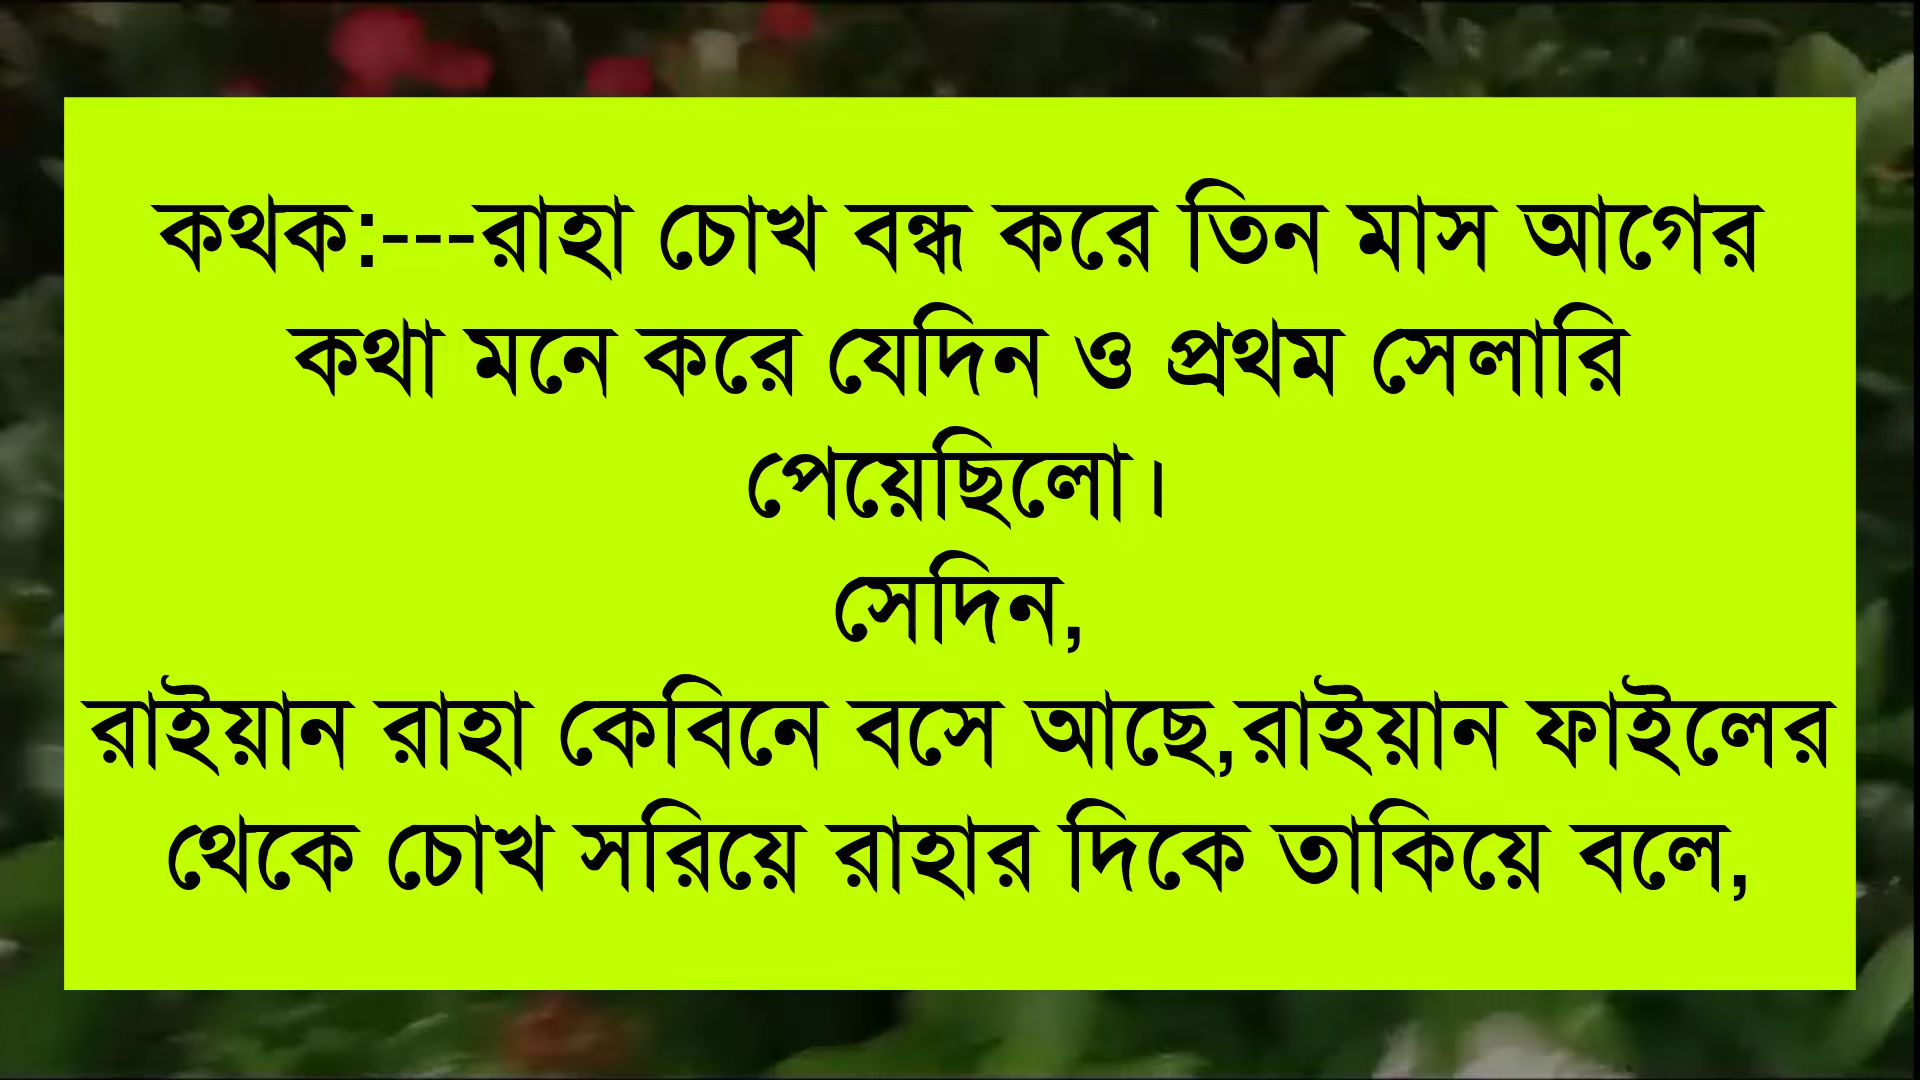 কথক:---রাহা চোখ বন্ধ করে তিন মাস আগের
কথা মনে করে যেদিন ও প্রথম সেলারি
পেয়েছিলো।
সেদিন,
রাইয়ান রাহা কেবিনে বসে আছে,রাইয়ান ফাইলের
থেকে চোখ সরিয়ে রাহার দিকে তাকিয়ে বলে,